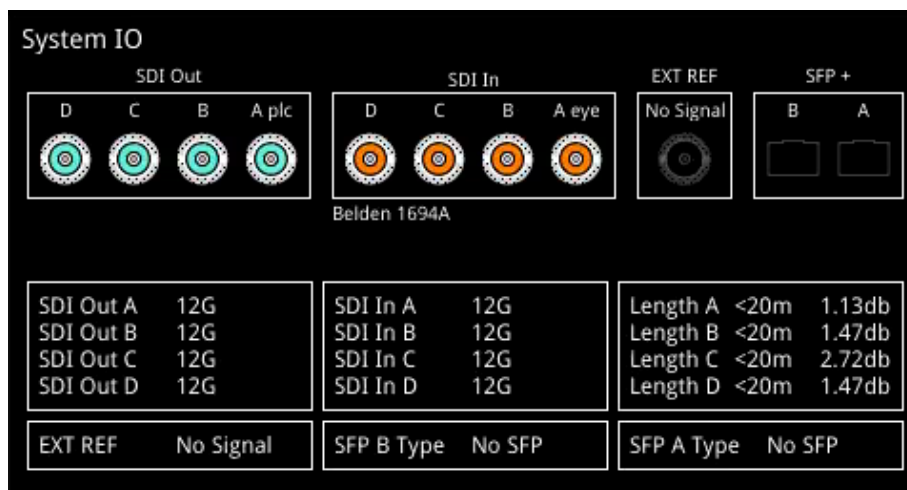 System IO
SDI Out SDI In EXT REF SFP +
D C B A plc D C B A eye No Signal B A
Belden 1694A
SDI Out A 12G SDI In A 12G Length A <20m 1.13db
SDI Out B 12G SDI In B 12G Length B <20m 1.47db
SDI Out C 12G SDI In C 12G Length C <20m 2.72db
SDI Out D 12G SDI In D 12G Length D <20m 1.47db
EXT REF No Signal SFP B Type No SFP SFP A Type No SFP